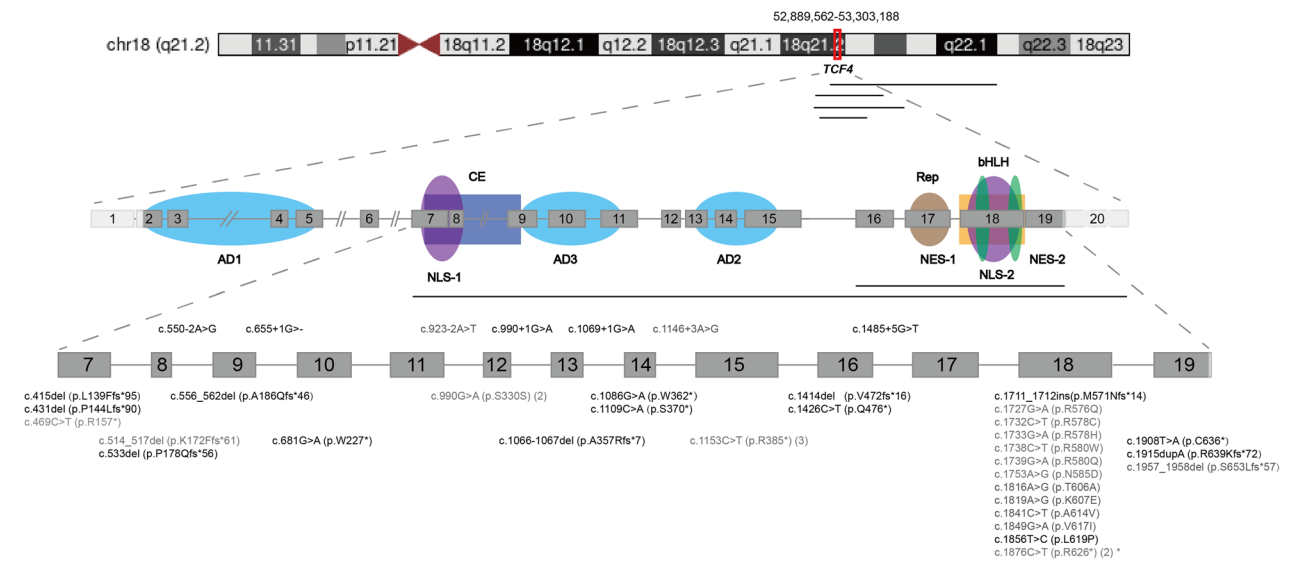 52,889,562-53,303,188
chr18 (q21.2) 11.31 p11.21 18q11.2 18q12.1 q12.2 18q12.3 q21.1 18q21.2 q22.1 q22.3 18q23
TCF4
CE Rep bHLH
1 2 3 4 5 6 7 8 9 10 11 12 13 14 15 16 17 18 19 20
AD1 AD3 AD2 NES-1 NES-2
NLS-1 NLS-2
c.550-2A>G c.655+1G>- c.923-2A>T c.990+1G>A c.1069+1G>A c.1146+3A>G c.1485+5G>T
7 8 9 10 11 12 13 14 15 16 17 18 19
c.415del (p.L139Ffs*95)
c.431del (p.P144Lfs*90)
c.469C>T (p.R157*)
c.514_517del (p.K172Ffs*61)
c.533del (p.P178Qfs*56)
c.556_562del (p.A186Qfs*46)
c.681G>A (p.W227*)
c.990G>A (p.S330S) (2)
c.1066-1067del (p.A357Rfs*7)
c.1086G>A (p.W362*)
c.1109C>A (p.S370*)
c.1153C>T (p.R385*) (3)
c.1414del (p.V472fs*16)
c.1426C>T (p.Q476*)
c.1711_1712ins(p.M571Nfs*14)
c.1727G>A (p.R576Q)
c.1732C>T (p.R578C)
c.1733G>A (p.R578H)
c.1738C>T (p.R580W)
c.1739G>A (p.R580Q)
c.1753A>G (p.N585D)
c.1816A>G (p.T606A)
c.1819A>G (p.K607E)
c.1841C>T (p.A614V)
c.1849G>A (p.V617I)
c.1856T>C (p.L619P)
c.1876C>T (p.R626*) (2) *
c.1908T>A (p.C636*)
c.1915dupA (p.R639Kfs*72)
c.1957_1958del (p.S653Lfs*57)